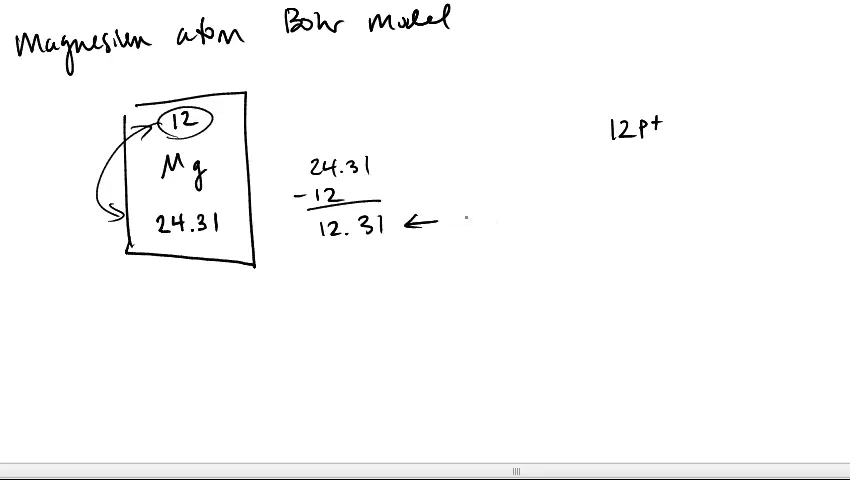 Magnesium atom Bohr Model
12
Mg
24.31
24.31
-12
12.31 ←
12p+